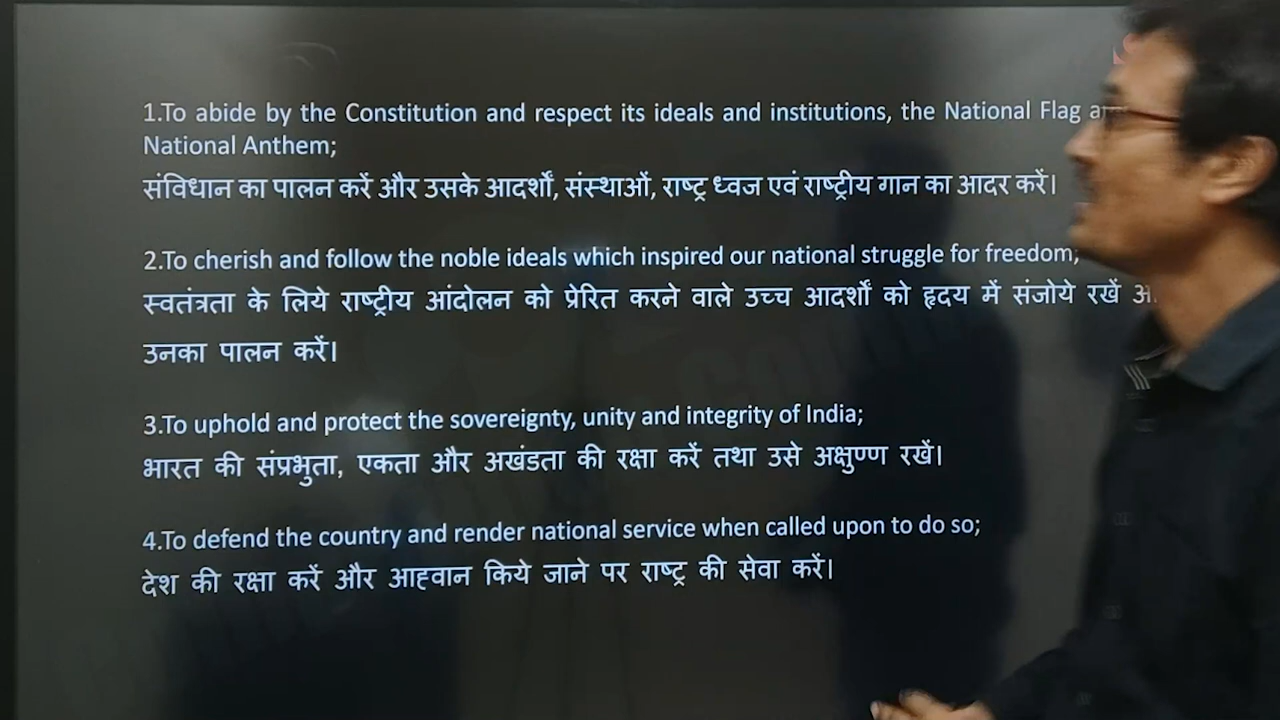 1.To abide by the Constitution and respect its ideals and institutions, the National Flag
National Anthem;
संविधान का पालन करें और उसके आदर्शों, संस्थाओं, राष्ट्र ध्वज एवं राष्ट्रीय गान का आदर करें।
2.To cherish and follow the noble ideals which inspired our national struggle for freedom;
स्वतंत्रता के लिये राष्ट्रीय आंदोलन को प्रेरित करने वाले उच्च आदर्शों को हृदय में संजोये रखें
उनका पालन करें।
3.To uphold and protect the sovereignty, unity and integrity of India;
भारत की संप्रभुता, एकता और अखंडता की रक्षा करें तथा उसे अक्षुण्ण रखें।
4.To defend the country and render national service when called upon to do so;
देश की रक्षा करें और आह्वान किये जाने पर राष्ट्र की सेवा करें।